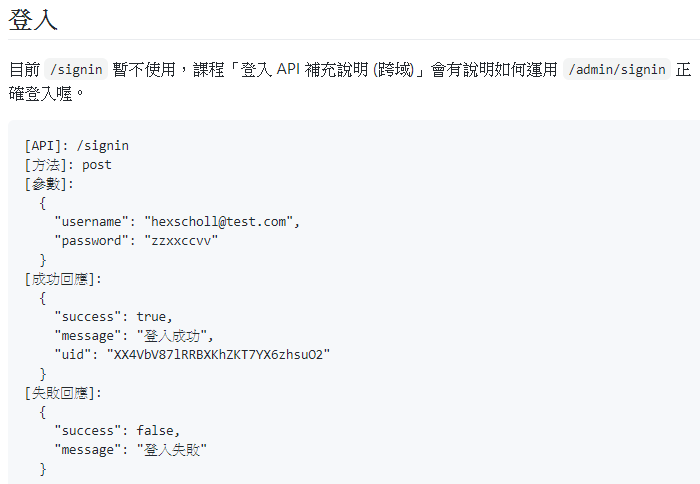 登入
目前 /signin 暫不使用，課程「登入 API 補充說明 (跨域)」會有說明如何運用 /admin/signin 正
確登入喔。
[API]: /signin
[方法]: post
[參數]:
  {
    "username": "hexscholl@test.com",
    "password": "zzxxccvv"
  }
[成功回應]:
  {
    "success": true,
    "message": "登入成功",
    "uid": "XX4VbV87lRRBXKhZKT7YX6zhsuO2"
  }
[失敗回應]:
  {
    "success": false,
    "message": "登入失敗"
  }